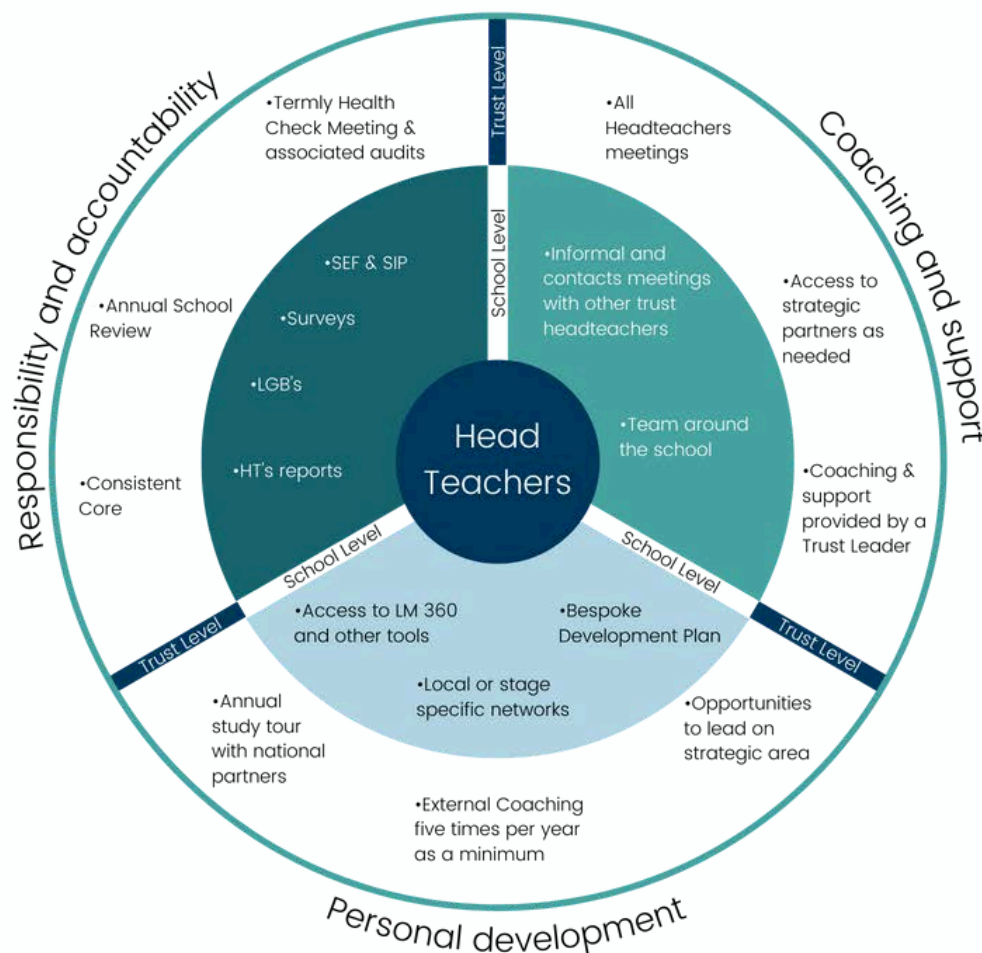 Responsibility and accountability
Coaching and support
Personal development
Trust Level
School Level
•Termly Health
Check Meeting &
associated audits
•Annual School
Review
•Consistent
Core
•SEF & SIP
•Surveys
•LGB's
•HT's reports
•All
Headteachers
meetings
•Access to
strategic
partners as
needed
•Coaching &
support
provided by a
Trust Leader
•Informal and
contacts meetings
with other trust
headteachers
•Team around
the school
Head
Teachers
School Level
Trust Level
School Level
Trust Level
•Access to LM 360
and other tools
•Bespoke
Development Plan
•Local or stage
specific networks
•Annual
study tour
with national
partners
•Opportunities
to lead on
strategic area
•External Coaching
five times per year
as a minimum